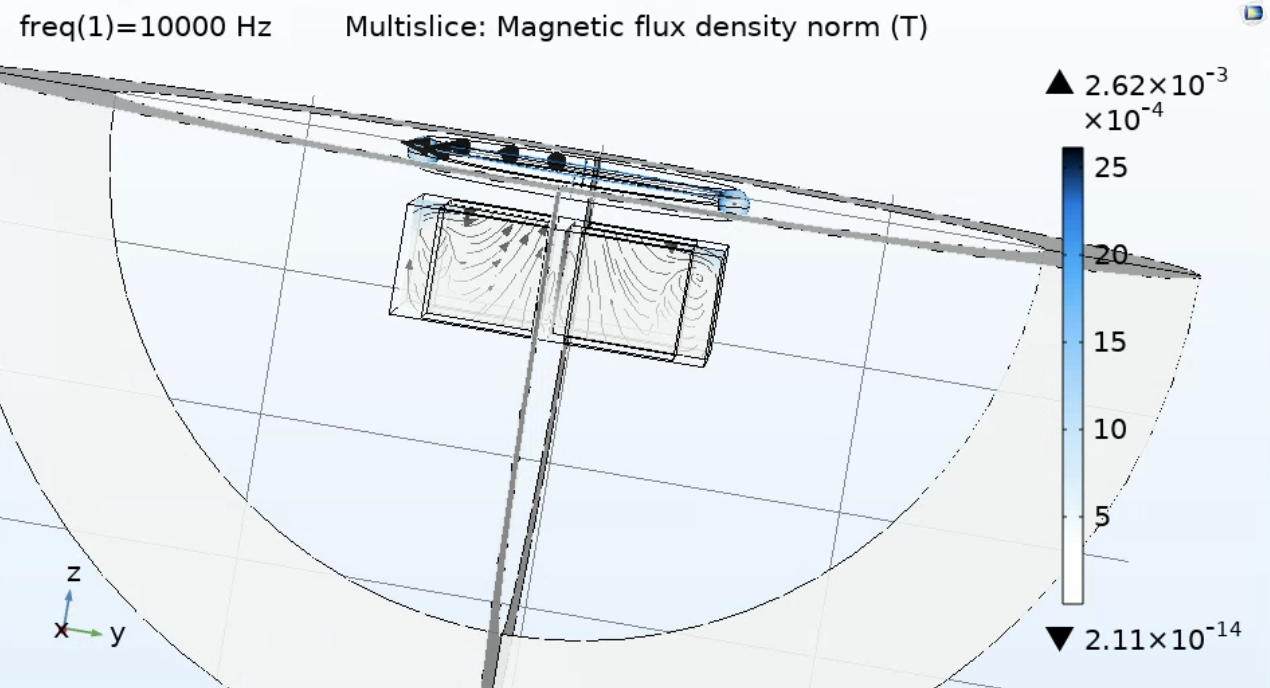 freq(1)=10000 Hz Multislice: Magnetic flux density norm (T)
▲ 2.62×10⁻³
×10⁻⁴
25
20
15
10
5
▼ 2.11×10⁻¹⁴
z
x y